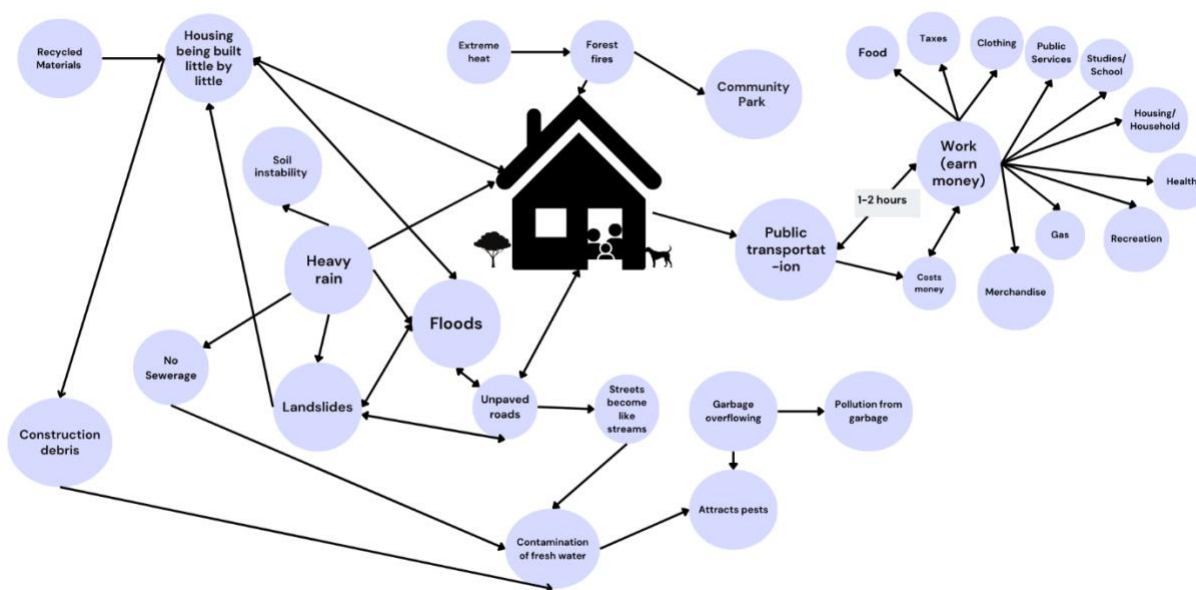 Recycled
Materials
Housing
being built
little by
little
Extreme
heat
Forest
fires
Community
Park
Food
Taxes
Clothing
Public
Services
Studies/
School
Housing/
Household
Health
Recreation
Gas
Merchandise
Work
(earn
money)
1-2 hours
Public
transportat
-ion
Costs
money
Soil
instability
Heavy
rain
Floods
No
Sewerage
Landslides
Unpaved
roads
Streets
become
like
streams
Garbage
overflowing
Pollution from
garbage
Construction
debris
Attracts pests
Contamination
of fresh water